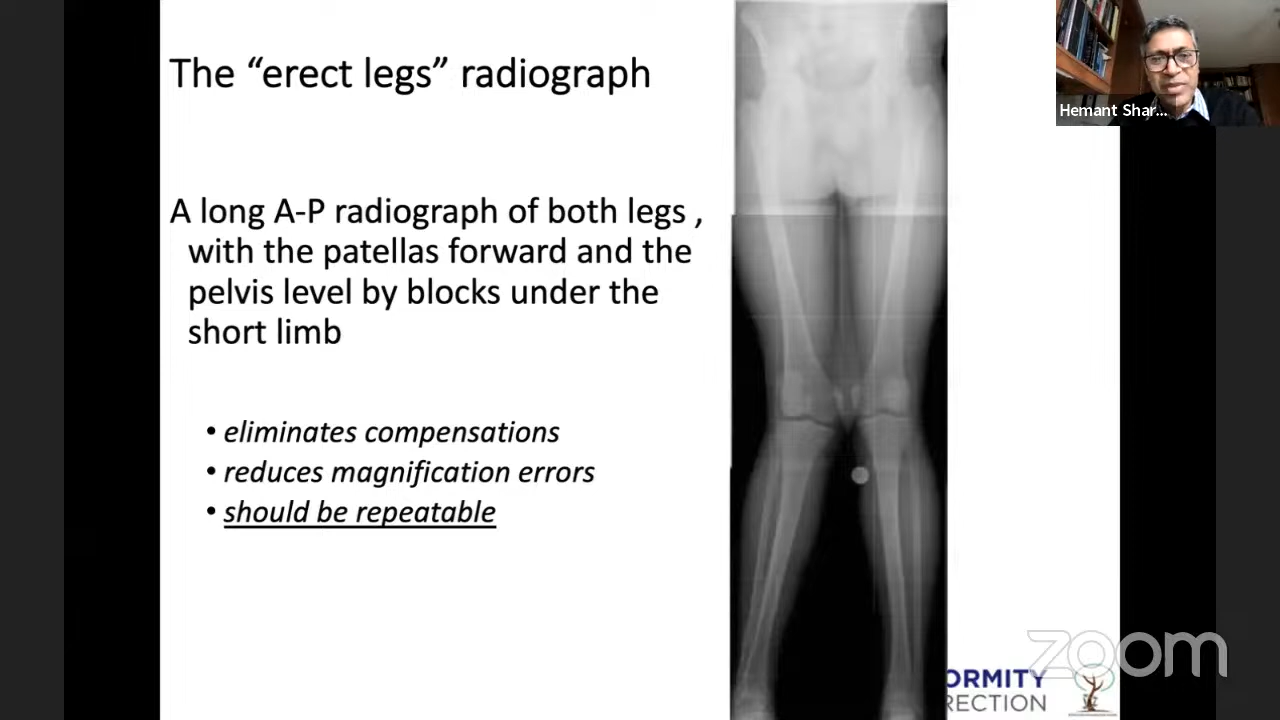 The “erect legs” radiograph
A long A-P radiograph of both legs ,
with the patellas forward and the
pelvis level by blocks under the
short limb
• eliminates compensations
• reduces magnification errors
• should be repeatable
Hemant Shar...
zoom
ORMITY
RECTION